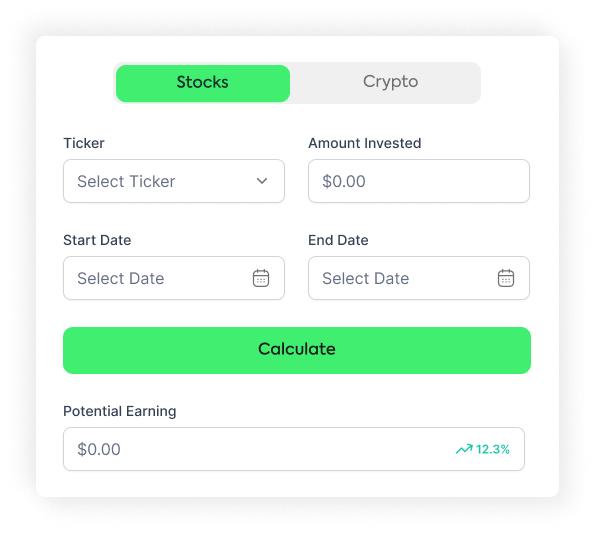 Stocks Crypto
Ticker Amount Invested
Select Ticker $0.00
Start Date End Date
Select Date Select Date
Calculate
Potential Earning
$0.00 12.3%